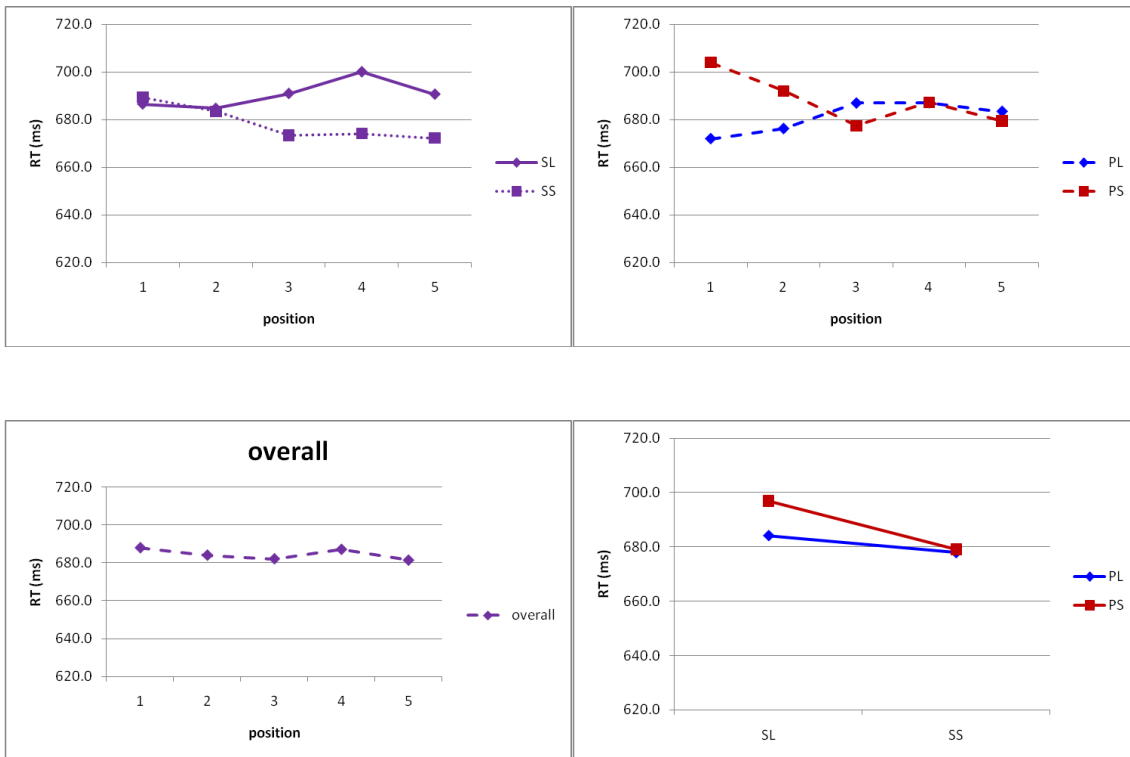 720.0
700.0
680.0
660.0
640.0
620.0
RT (ms)
1 2 3 4 5
position
SL
SS
720.0
700.0
680.0
660.0
640.0
620.0
RT (ms)
1 2 3 4 5
position
PL
PS
overall
720.0
700.0
680.0
660.0
640.0
620.0
RT (ms)
1 2 3 4 5
position
overall
720.0
700.0
680.0
660.0
640.0
620.0
RT (ms)
SL SS
PL
PS